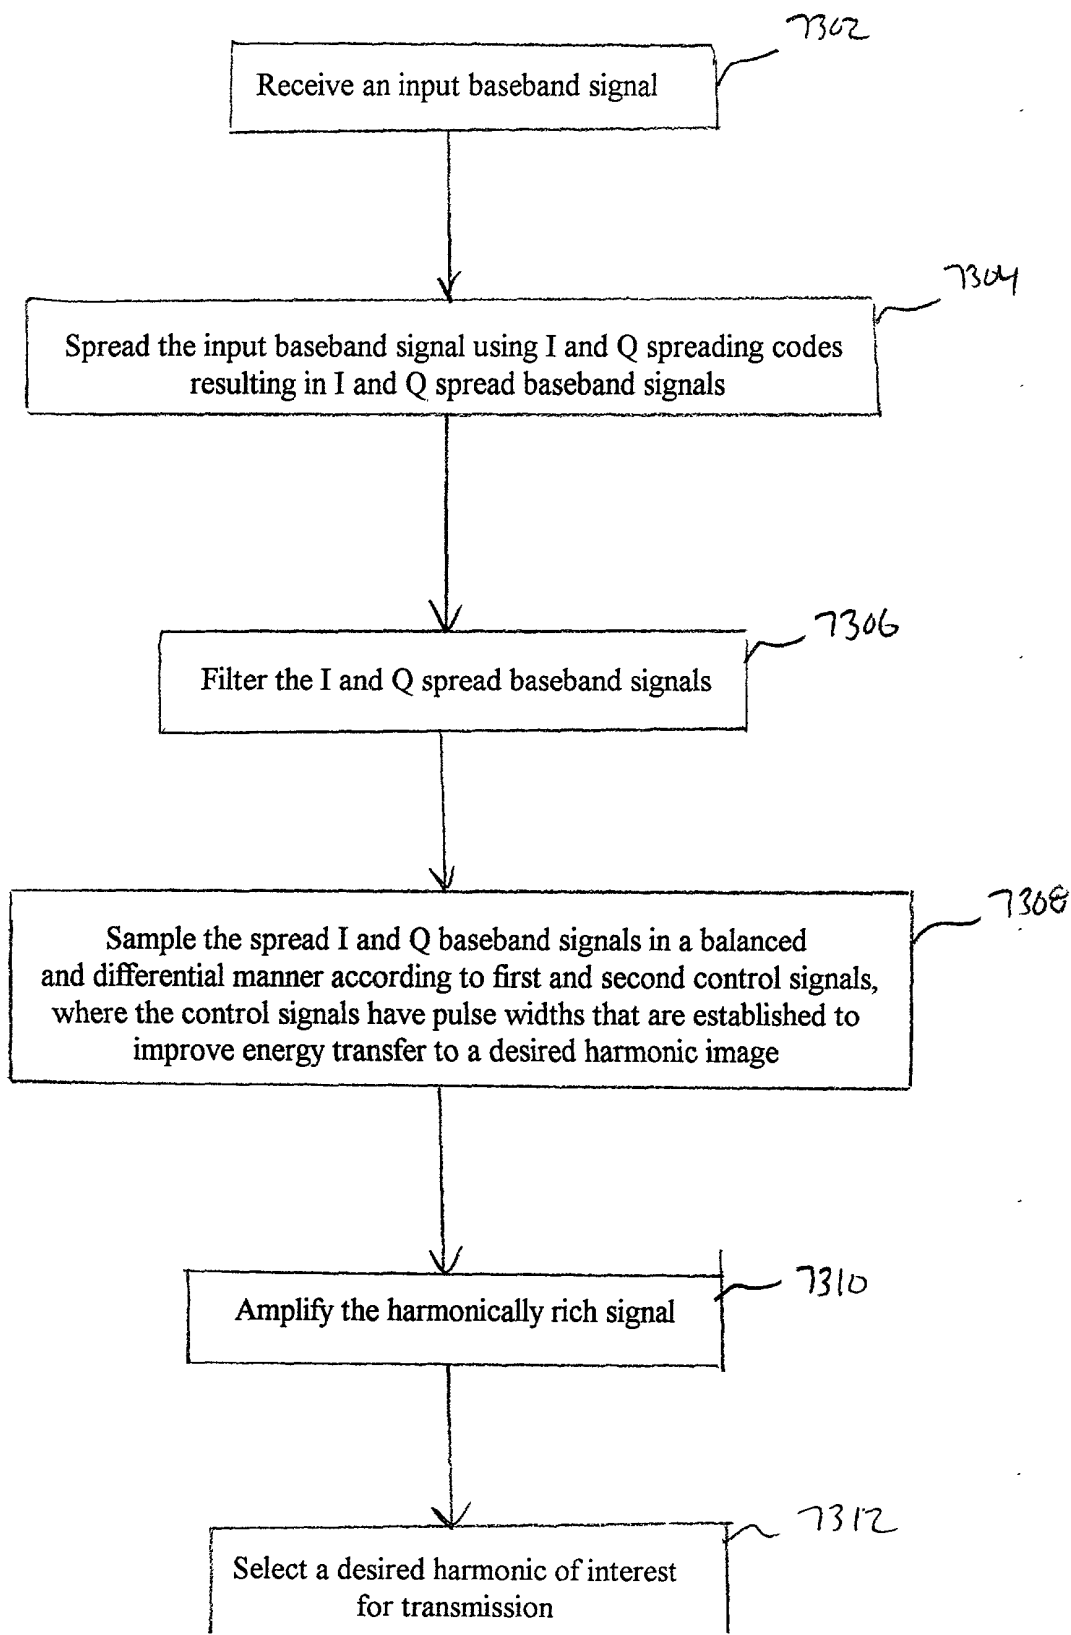 7302
Receive an input baseband signal
7304
Spread the input baseband signal using I and Q spreading codes
resulting in I and Q spread baseband signals
7306
Filter the I and Q spread baseband signals
7308
Sample the spread I and Q baseband signals in a balanced
and differential manner according to first and second control signals,
where the control signals have pulse widths that are established to
improve energy transfer to a desired harmonic image
7310
Amplify the harmonically rich signal
7312
Select a desired harmonic of interest
for transmission